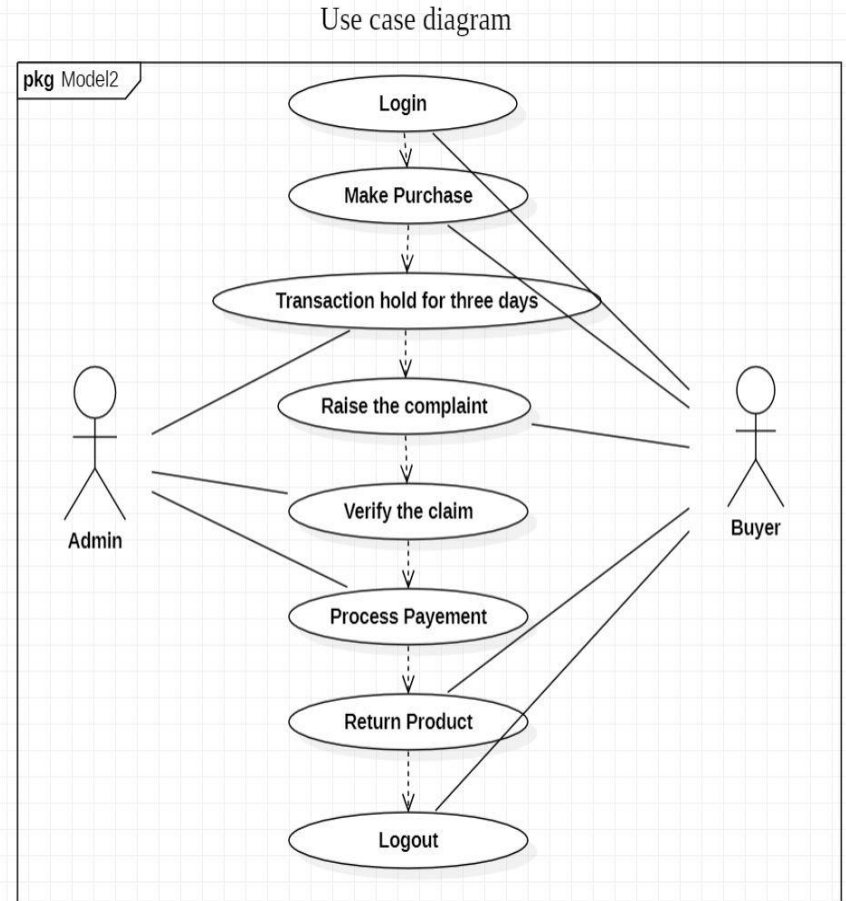 Use case diagram
pkg Model2
Login
Make Purchase
Transaction hold for three days
Raise the complaint
Verify the claim
Admin
Buyer
Process Payement
Return Product
Logout